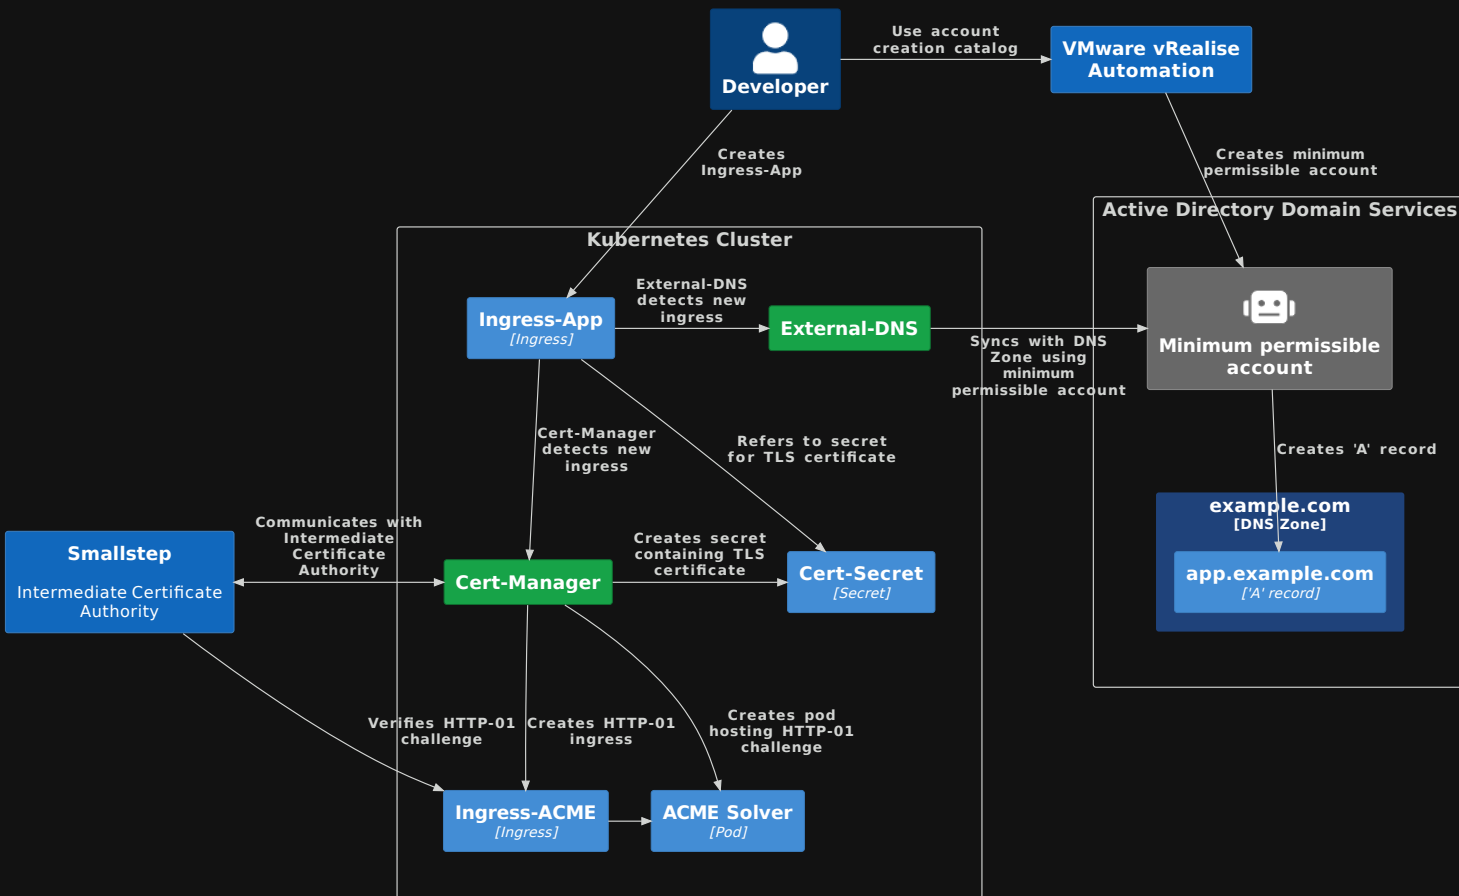 Developer
Use account
creation catalog
VMware vRealise
Automation
Creates
Ingress-App
Creates minimum
permissible account
Active Directory Domain Services
Kubernetes Cluster
Ingress-App
[Ingress]
External-DNS
detects new
ingress
External-DNS
Syncs with DNS
Zone using
minimum
permissible account
Minimum permissible
account
Cert-Manager
detects new
ingress
Refers to secret
for TLS certificate
Creates 'A' record
example.com
[DNS Zone]
app.example.com
['A' record]
Smallstep
Intermediate Certificate
Authority
Communicates with
Intermediate
Certificate
Authority
Cert-Manager
Creates secret
containing TLS
certificate
Cert-Secret
[Secret]
Verifies HTTP-01
challenge
Creates HTTP-01
ingress
Creates pod
hosting HTTP-01
challenge
Ingress-ACME
[Ingress]
ACME Solver
[Pod]